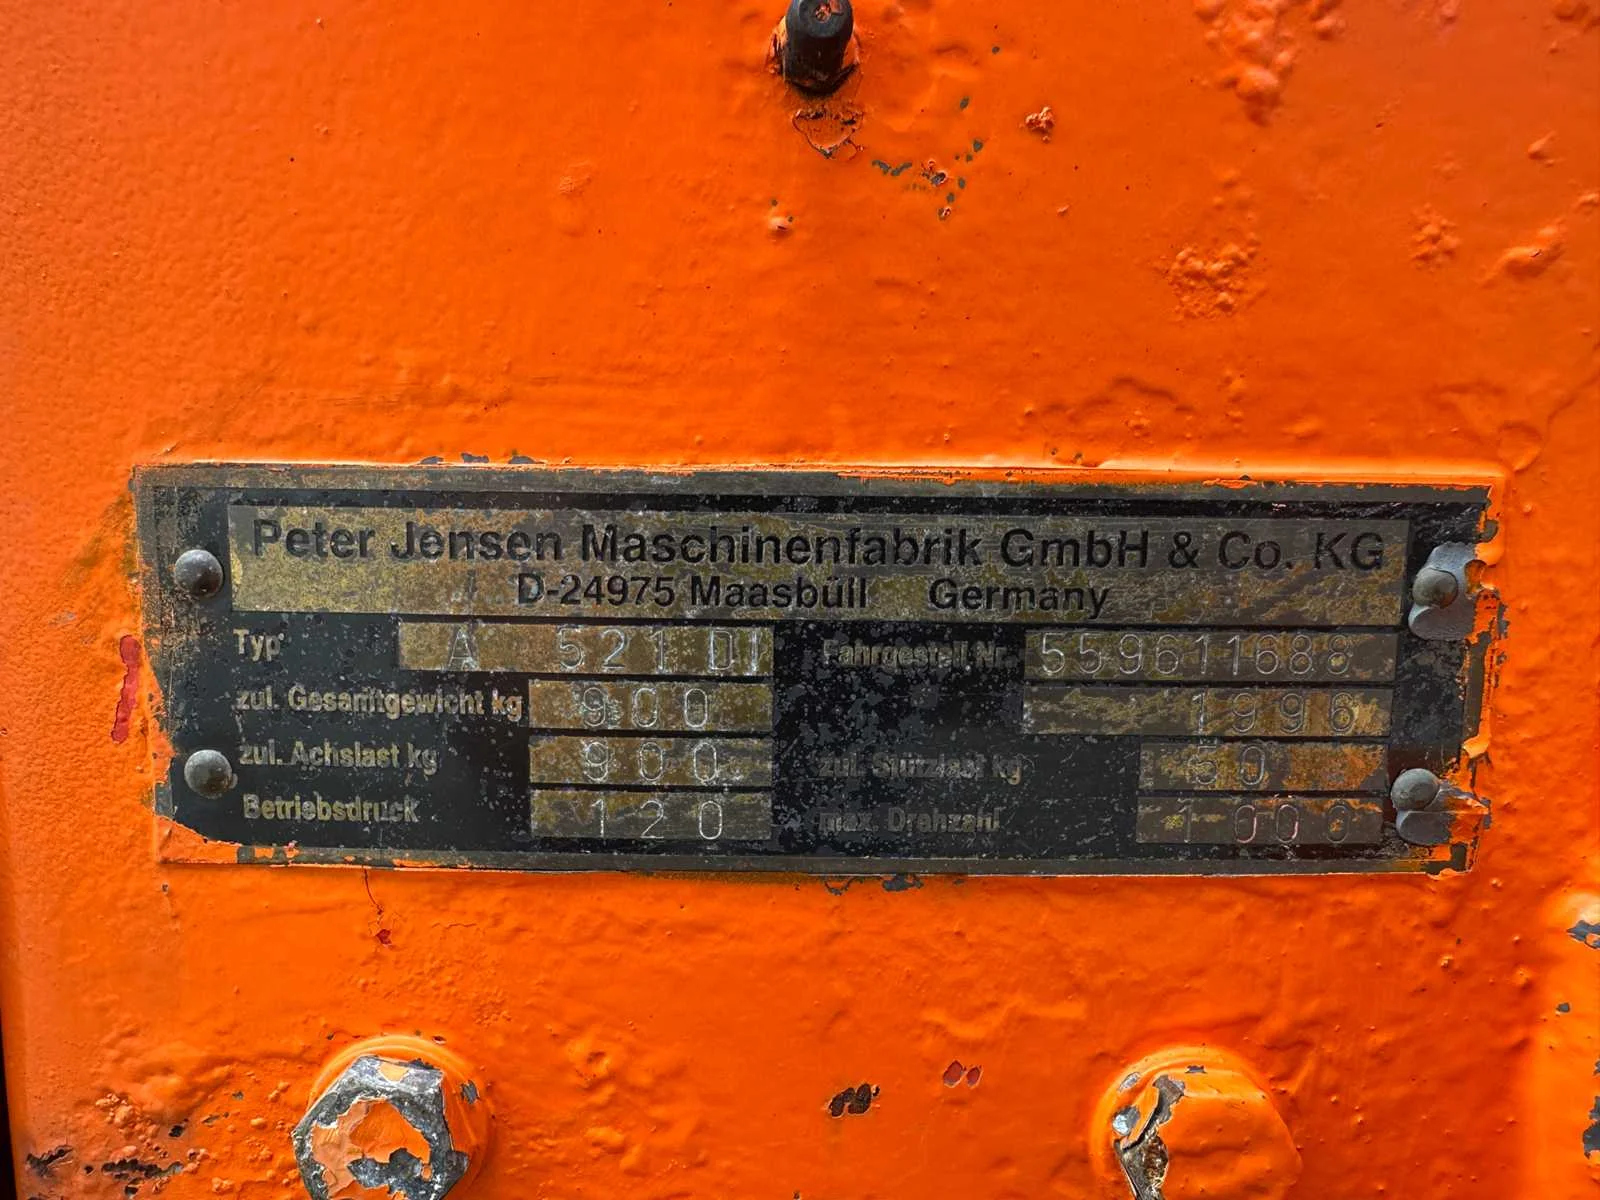 Peter Jensen Maschinenfabrik GmbH & Co. KG
D-24975 Maasbüll Germany
Typ A 521 DI Fahrgestell Nr. 559611688
zul. Gesamtgewicht kg 900 1996
zul. Achslast kg 900 zul. Stützlast kg 50
Betriebsdruck 120 max. Drehzahl 1000